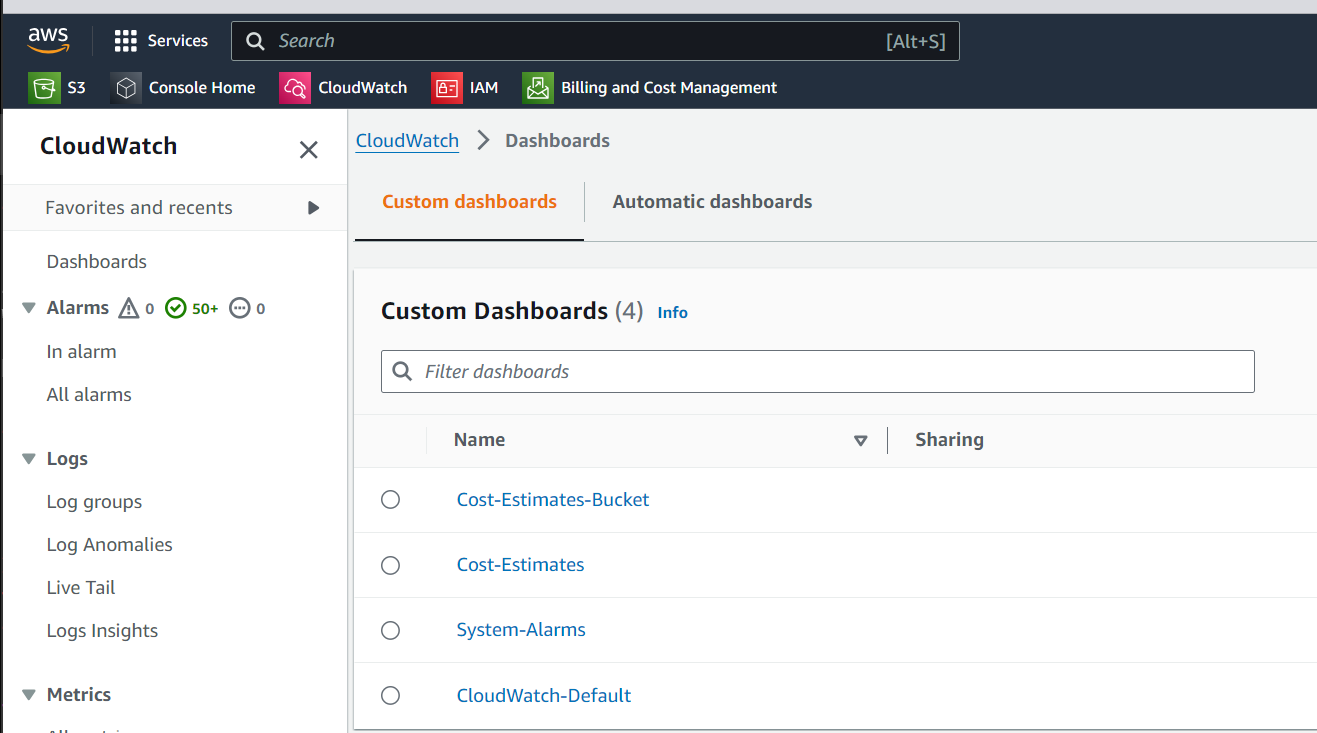 aws
Services
Search
[Alt+S]
S3
Console Home
CloudWatch
IAM
Billing and Cost Management
CloudWatch
Favorites and recents
Dashboards
Alarms 0 50+ 0
In alarm
All alarms
Logs
Log groups
Log Anomalies
Live Tail
Logs Insights
Metrics
CloudWatch
Dashboards
Custom dashboards
Automatic dashboards
Custom Dashboards (4) Info
Filter dashboards
Name
Sharing
Cost-Estimates-Bucket
Cost-Estimates
System-Alarms
CloudWatch-Default